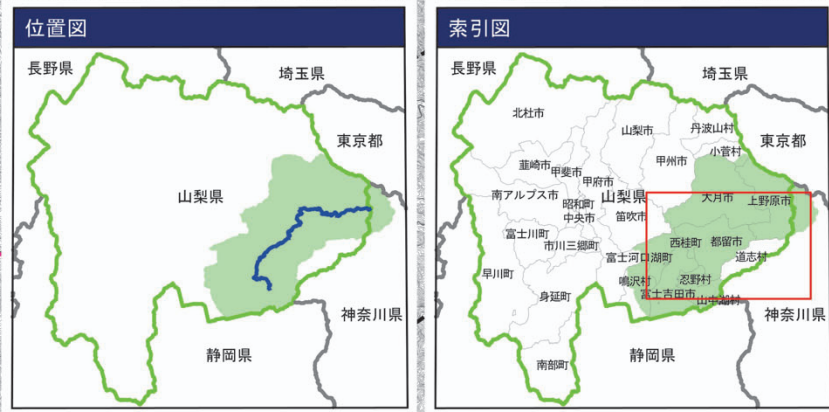 位置図
長野県
埼玉県
東京都
山梨県
神奈川県
静岡県
索引図
長野県
埼玉県
北杜市
山梨市
丹波山村
東京都
小菅村
韮崎市
甲斐市
甲府市
甲州市
南アルプス市
昭和町
山梨県
大月市
上野原市
中央市
笛吹市
富士川町
市川三郷町
西桂町
都留市
富士河口湖町
道志村
早川町
鳴沢村
忍野村
身延町
富士吉田市
山中湖村
神奈川県
静岡県
南部町